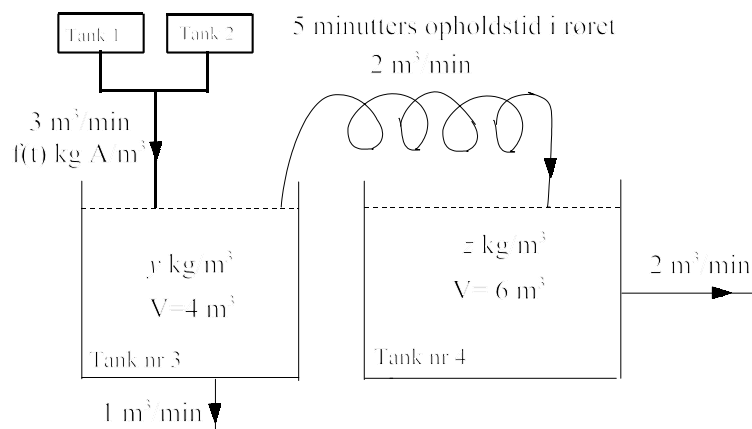 Tank 1
Tank 2
5 minutters opholdstid i røret
2 m³ min
3 m³/min
f(t) kg A/m³
y kg/m³
V=4 m³
Tank nr 3
1 m³/min
z kg/m³
V= 6 m³
Tank nr 4
2 m³/min